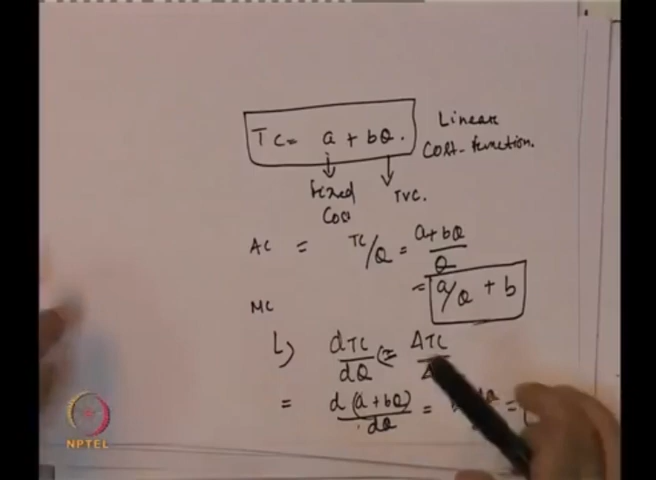 TC = a + bQ. Linear
Cost-function.
Fixed TVC.
Cost
AC = TC/Q = a+bQ/Q
= a/Q + b
MC
dTC/dQ = ΔTC/Δ
= d(a+bQ)/dQ =
NPTEL